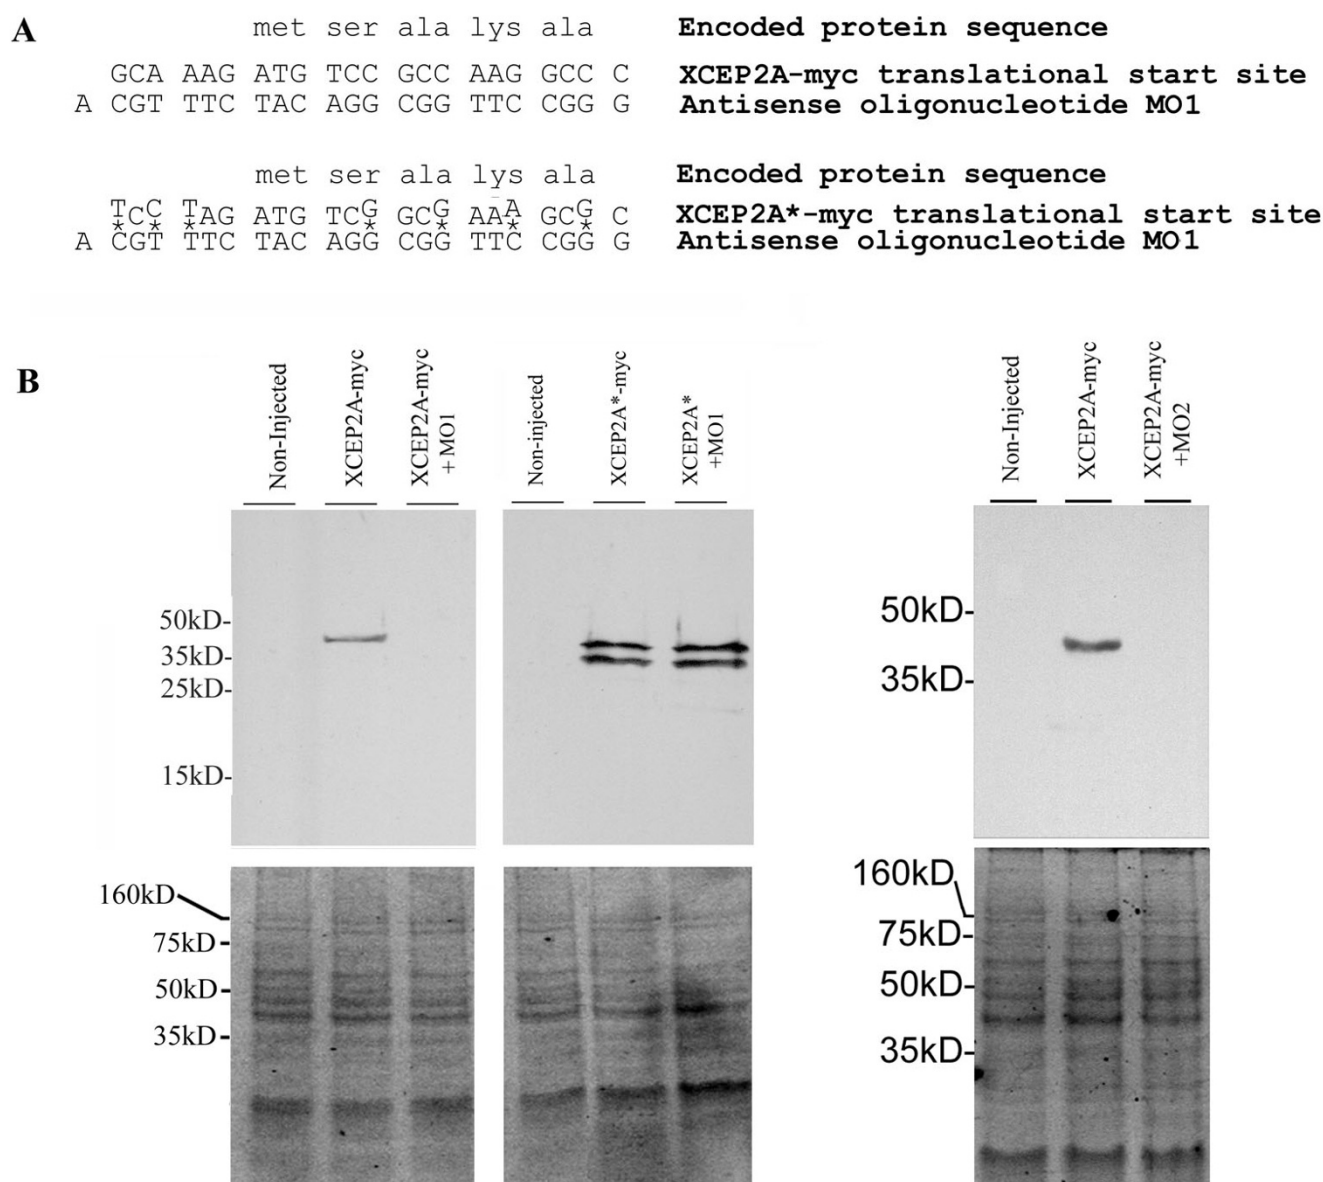 A
met ser ala lys ala Encoded protein sequence
GCA AAG ATG TCC GCC AAG GCC C XCEP2A-myc translational start site
A CGT TTC TAC AGG CGG TTC CGG G Antisense oligonucleotide MO1
met ser ala lys ala Encoded protein sequence
TCC TAG ATG TCG GCG AAA GCG C XCEP2A*-myc translational start site
* * * * * * *
A CGT TTC TAC AGG CGG TTC CGG G Antisense oligonucleotide MO1
B
Non-Injected
XCEP2A-myc
XCEP2A-myc
+MO1
Non-injected
XCEP2A*-myc
XCEP2A*
+MO1
Non-Injected
XCEP2A-myc
XCEP2A-myc
+MO2
50kD-
35kD-
25kD-
15kD-
50kD-
35kD-
160kD
75kD-
50kD-
35kD-
160kD
75kD-
50kD-
35kD-